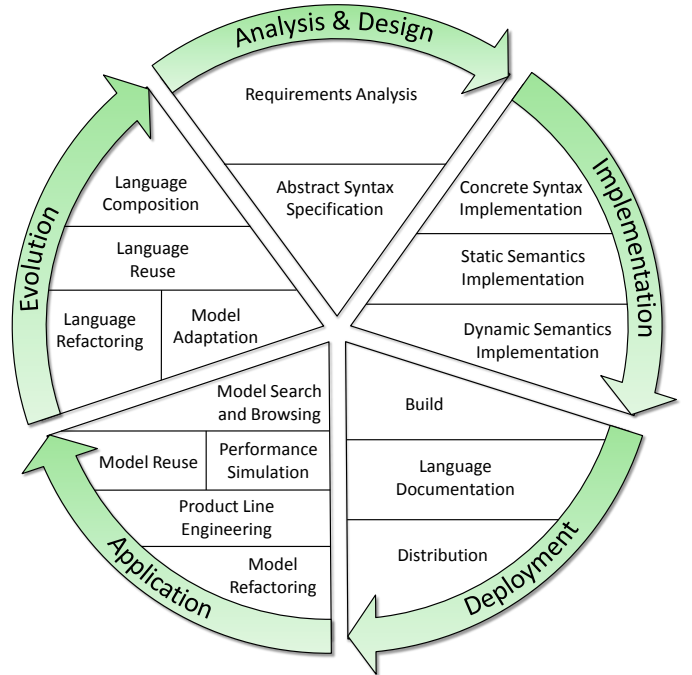 Analysis & Design
Requirements Analysis
Abstract Syntax
Specification
Implementation
Concrete Syntax
Implementation
Static Semantics
Implementation
Dynamic Semantics
Implementation
Deployment
Build
Language
Documentation
Distribution
Application
Model Search
and Browsing
Model Reuse
Performance
Simulation
Product Line
Engineering
Model
Refactoring
Evolution
Language
Composition
Language
Reuse
Language
Refactoring
Model
Adaptation